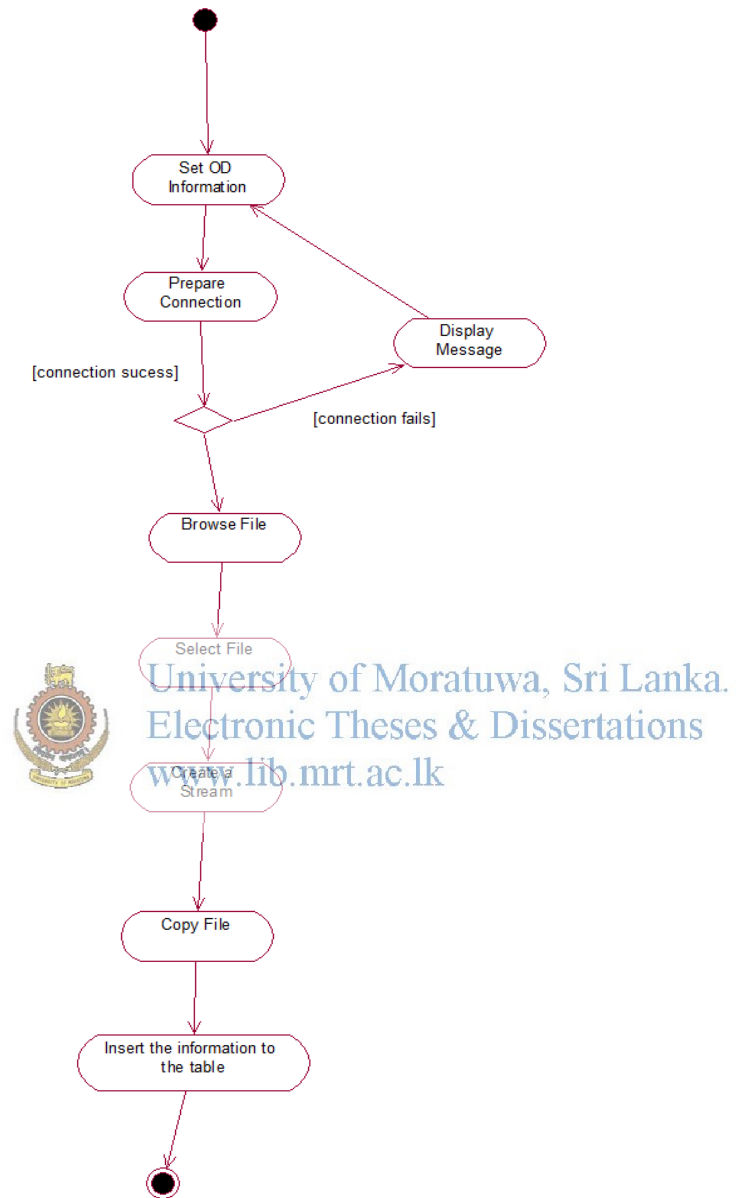 Set OD
Information
Prepare
Connection
Display
Message
[connection sucess]
[connection fails]
Browse File
Select File
University of Moratuwa, Sri Lanka.
Electronic Theses & Dissertations
www.lib.mrt.ac.lk
Create a
Stream
Copy File
Insert the information to
the table